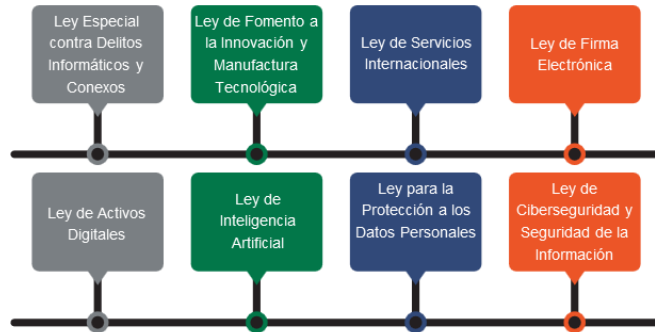 Ley Especial
contra Delitos
Informáticos y
Conexos
Ley de Fomento a
la Innovación y
Manufactura
Tecnológica
Ley de Servicios
Internacionales
Ley de Firma
Electrónica
Ley de Activos
Digitales
Ley de
Inteligencia
Artificial
Ley para la
Protección a los
Datos Personales
Ley de
Ciberseguridad y
Seguridad de la
Información